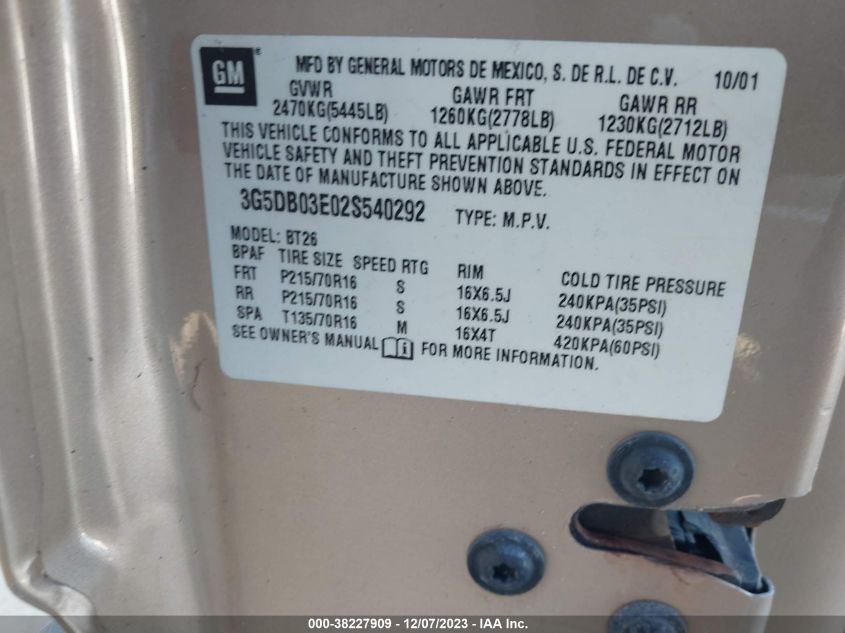 GM ®
MFD BY GENERAL MOTORS DE MEXICO, S. DE R.L. DE C.V. 10/01
GVWR GAWR FRT GAWR RR
2470KG(5445LB) 1260KG(2778LB) 1230KG(2712LB)
THIS VEHICLE CONFORMS TO ALL APPLICABLE U.S. FEDERAL MOTOR
VEHICLE SAFETY AND THEFT PREVENTION STANDARDS IN EFFECT ON
THE DATE OF MANUFACTURE SHOWN ABOVE.
3G5DB03E02S540292 TYPE: M.P.V.
MODEL: BT26
BPAF TIRE SIZE SPEED RTG RIM COLD TIRE PRESSURE
FRT P215/70R16 S 16X6.5J 240KPA(35PSI)
RR P215/70R16 S 16X6.5J 240KPA(35PSI)
SPA T135/70R16 M 16X4T 420KPA(60PSI)
SEE OWNER'S MANUAL i FOR MORE INFORMATION.
000-38227909 - 12/07/2023 - IAA Inc.